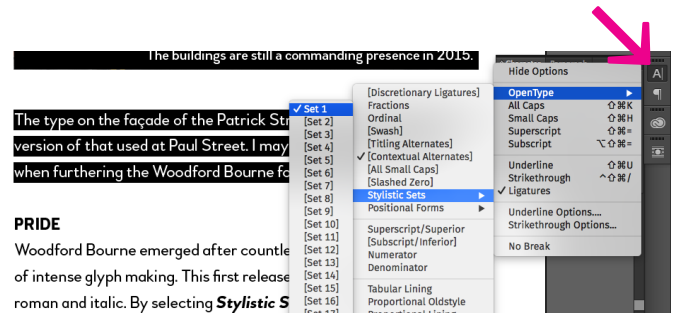 The buildings are still a commanding presence in 2015.
The type on the façade of the Patrick Str
version of that used at Paul Street. I may
when furthering the Woodford Bourne fo
PRIDE
Woodford Bourne emerged after countle
of intense glyph making. This first release
roman and italic. By selecting Stylistic S
✓ Set 1
[Set 2]
[Set 3]
[Set 4]
[Set 5]
[Set 6]
[Set 7]
[Set 8]
[Set 9]
[Set 10]
[Set 11]
[Set 12]
[Set 13]
[Set 14]
[Set 15]
[Set 16]
[Set 17]
[Discretionary Ligatures]
Fractions
Ordinal
[Swash]
[Titling Alternates]
✓ [Contextual Alternates]
[All Small Caps]
[Slashed Zero]
Stylistic Sets ▶
Positional Forms ▶
Superscript/Superior
[Subscript/Inferior]
Numerator
Denominator
Tabular Lining
Proportional Oldstyle
Proportional Lining
Hide Options
OpenType ▶
All Caps ⇧⌘K
Small Caps ⇧⌘H
Superscript ⇧⌘=
Subscript ⌥⇧⌘=
Underline ⇧⌘U
Strikethrough ^⇧⌘/
✓ Ligatures
Underline Options....
Strikethrough Options...
No Break
A
¶